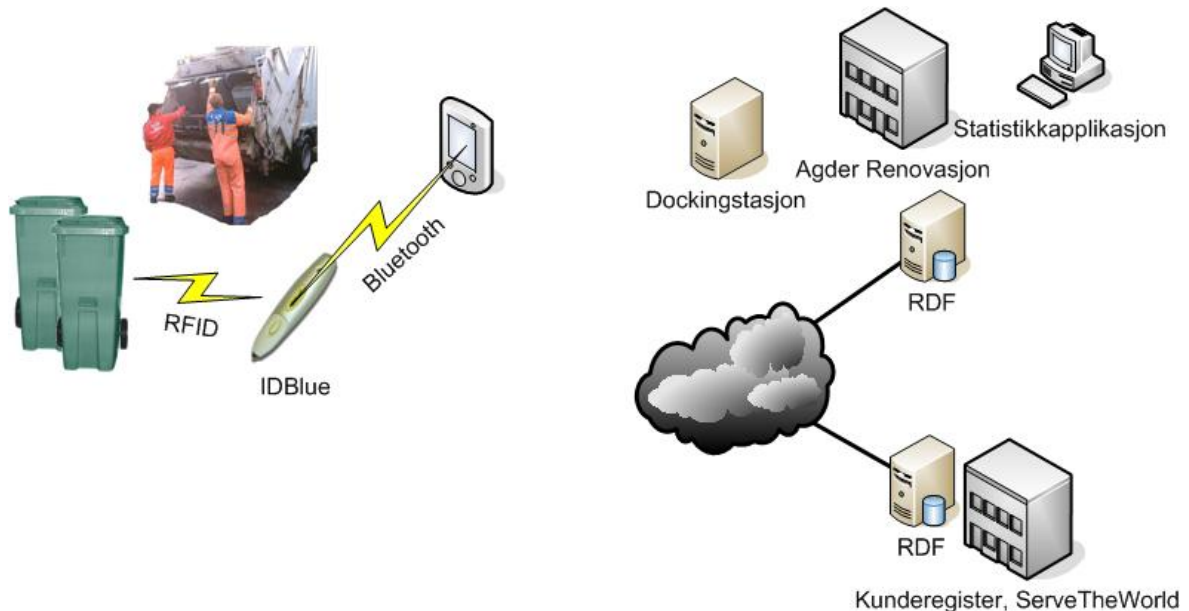 RFID
IDBlue
Bluetooth
Dockingstasjon
Agder Renovasjon
Statistikkapplikasjon
RDF
RDF
Kunderegister, ServeTheWorld